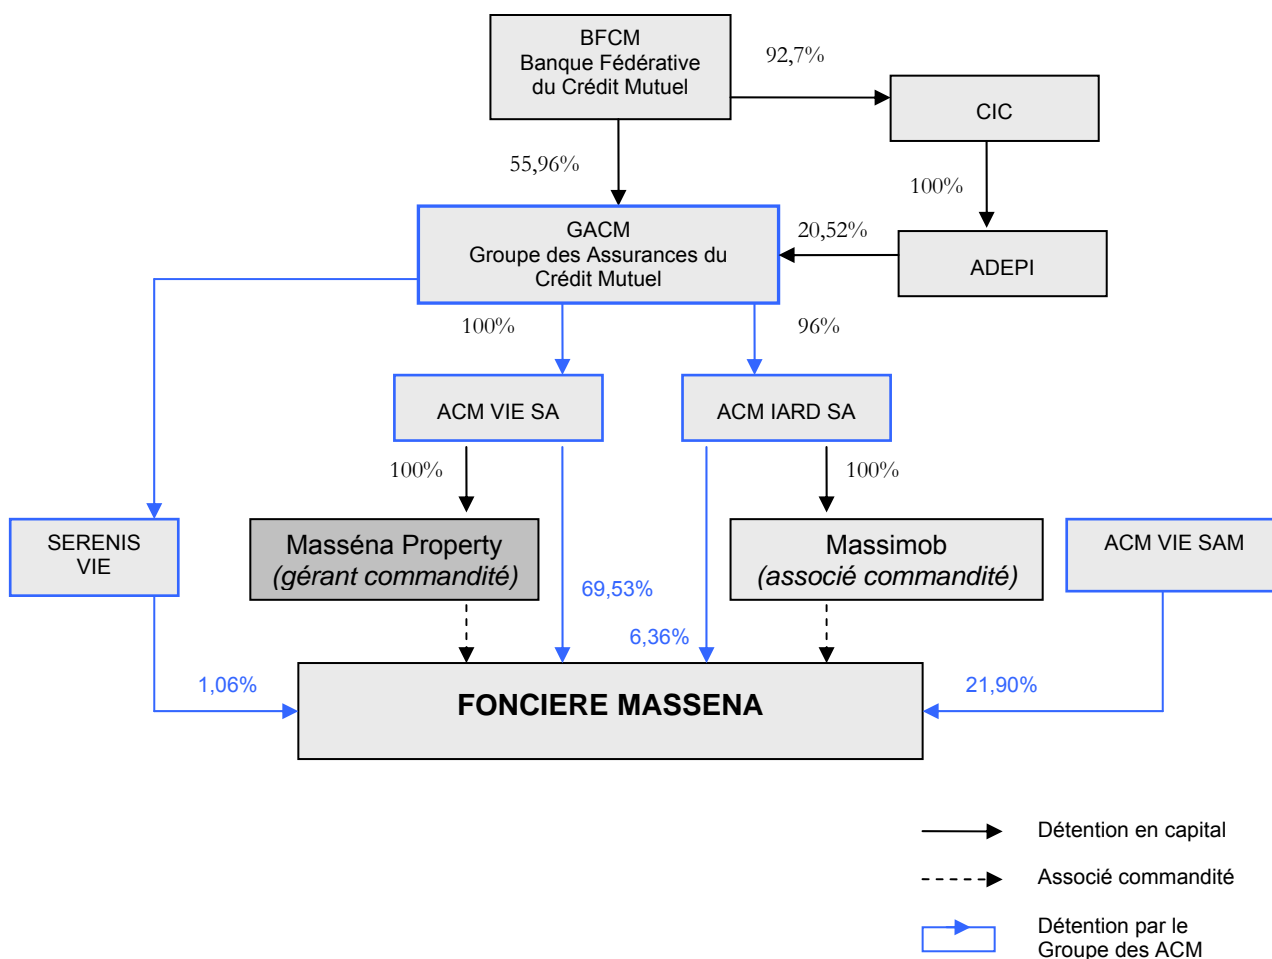 BFCM
Banque Fédérative
du Crédit Mutuel
92,7%
CIC
55,96%
100%
GACM
Groupe des Assurances du
Crédit Mutuel
20,52%
ADEPI
100%
96%
ACM VIE SA
ACM IARD SA
100%
100%
SERENIS
VIE
Masséna Property
(gérant commandité)
Massimob
(associé commandité)
ACM VIE SAM
69,53%
6,36%
1,06%
21,90%
FONCIERE MASSENA
Détention en capital
Associé commandité
Détention par le
Groupe des ACM